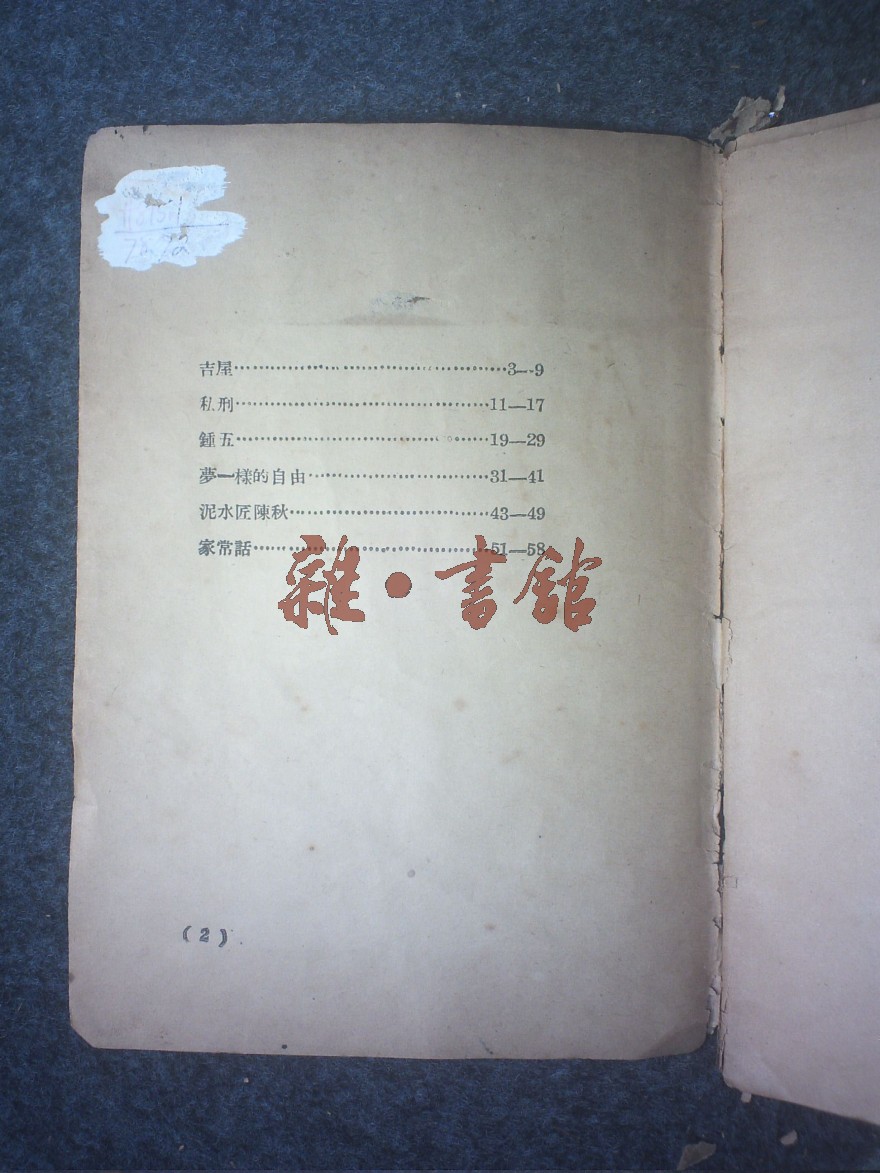 吉屋……………………………………3—9
私刑……………………………………11—17
鍾五……………………………………19—29
夢一樣的自由…………………………31—41
泥水匠陳秋……………………………43—49
家常話…………………………………51—58
雜•書館
(2)